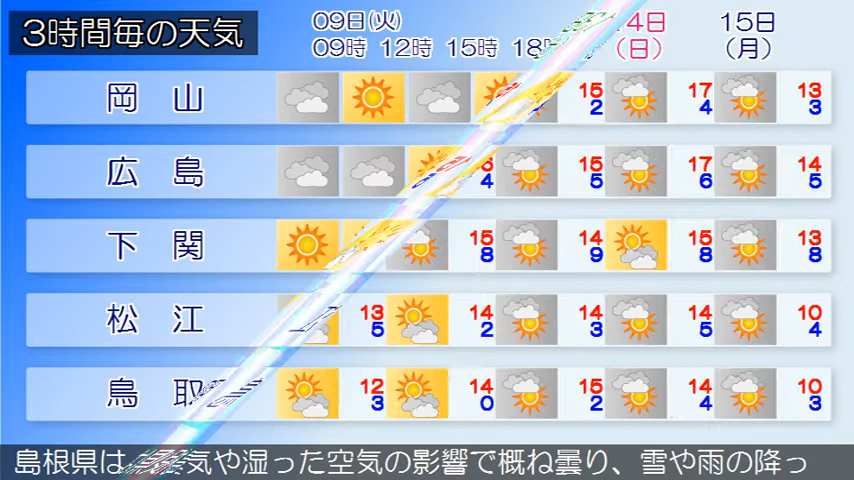 3時間毎の天気
09日(火) 14日 15日
09時 12時 15時 18時 (日) (月)
岡 山 15 2 17 4 13 3
広 島 4 15 5 17 6 14 5
下 関 15 8 14 9 15 8 13 8
松 江 13 5 14 2 14 3 14 5 10 4
鳥 取 12 3 14 0 15 2 14 4 10 3
島根県は、 気や湿った空気の影響で概ね曇り、雪や雨の降っ